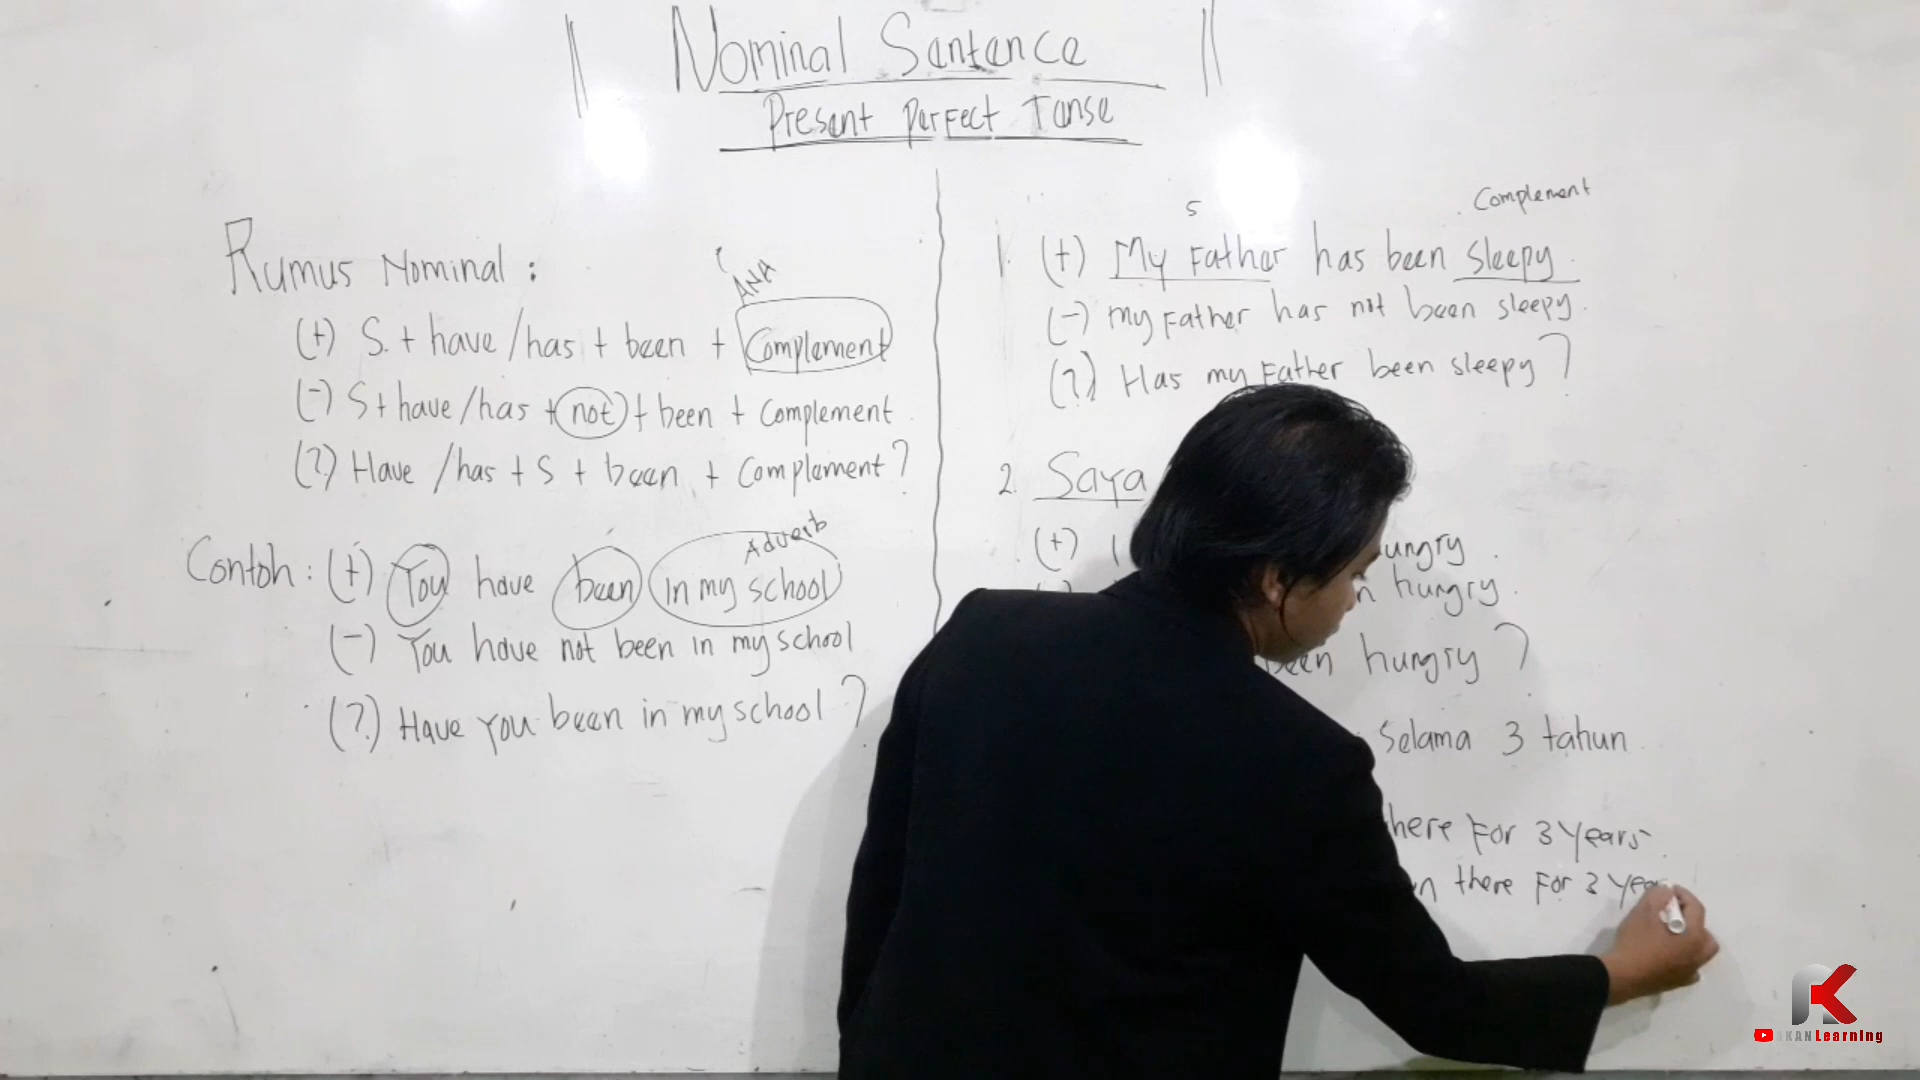 Nominal Sentence
Present Perfect Tense
Rumus Nominal :
ANA
(+) S. + have / has + been + Complement
(-) S + have / has + not + been + Complement
(?) Have / has + S + been + Complement ?
Adverb
Contoh : (+) You have been in my school
(-) You have not been in my school
(?) Have You been in my school ?
S Complement
1. (+) My Father has been sleepy.
(-) my Father has not been sleepy.
(?) Has my Father been sleepy ?
2. Saya
(+) I
hungry.
been hungry ?
Selama 3 tahun
For 3 Years.
there For 3
KAN Learning